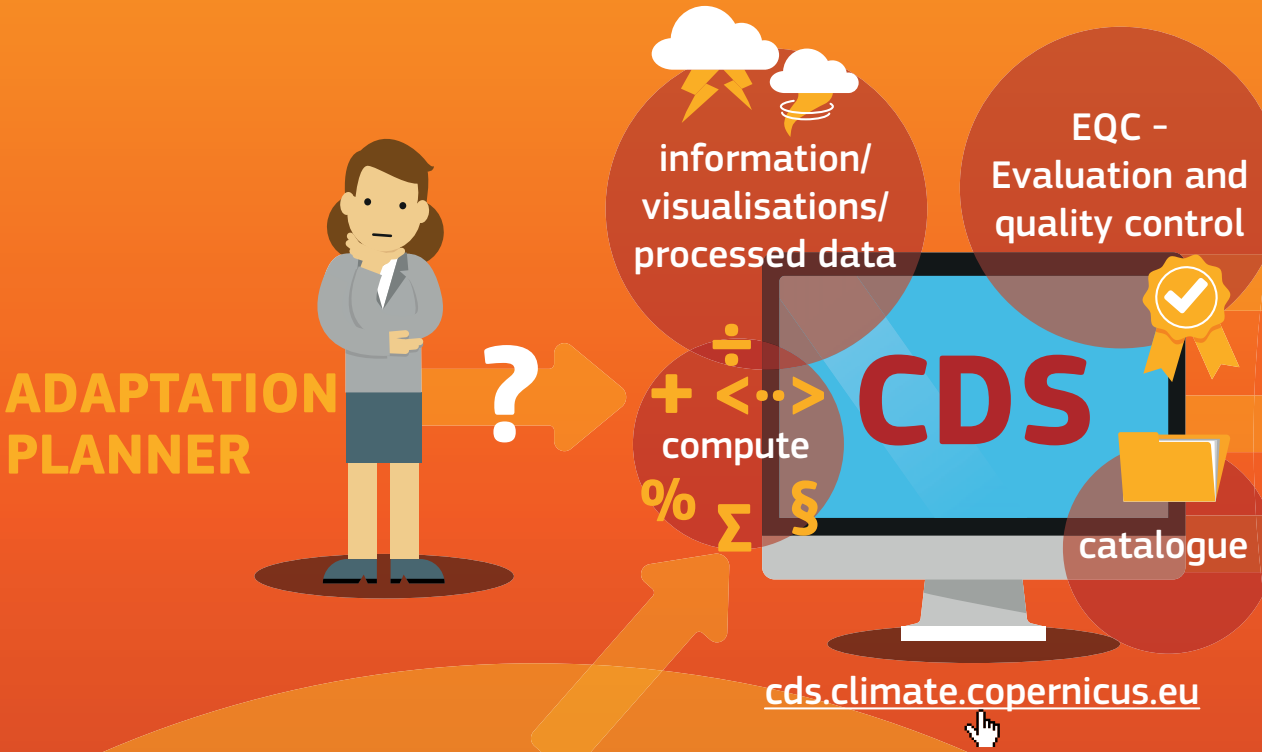 ADAPTATION
PLANNER
?
information/
visualisations/
processed data
EQC –
Evaluation and
quality control
÷
+ <··>
compute
% Σ §
CDS
catalogue
cds.climate.copernicus.eu